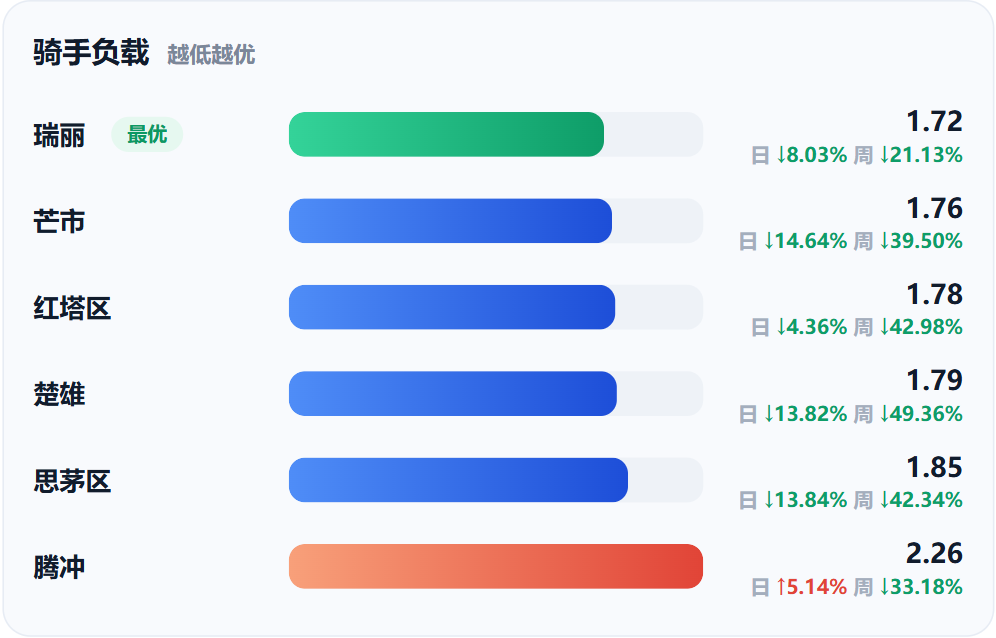 骑手负载 越低越优
瑞丽 最优 1.72
日 ↓8.03% 周 ↓21.13%
芒市 1.76
日 ↓14.64% 周 ↓39.50%
红塔区 1.78
日 ↓4.36% 周 ↓42.98%
楚雄 1.79
日 ↓13.82% 周 ↓49.36%
思茅区 1.85
日 ↓13.84% 周 ↓42.34%
腾冲 2.26
日 ↑5.14% 周 ↓33.18%